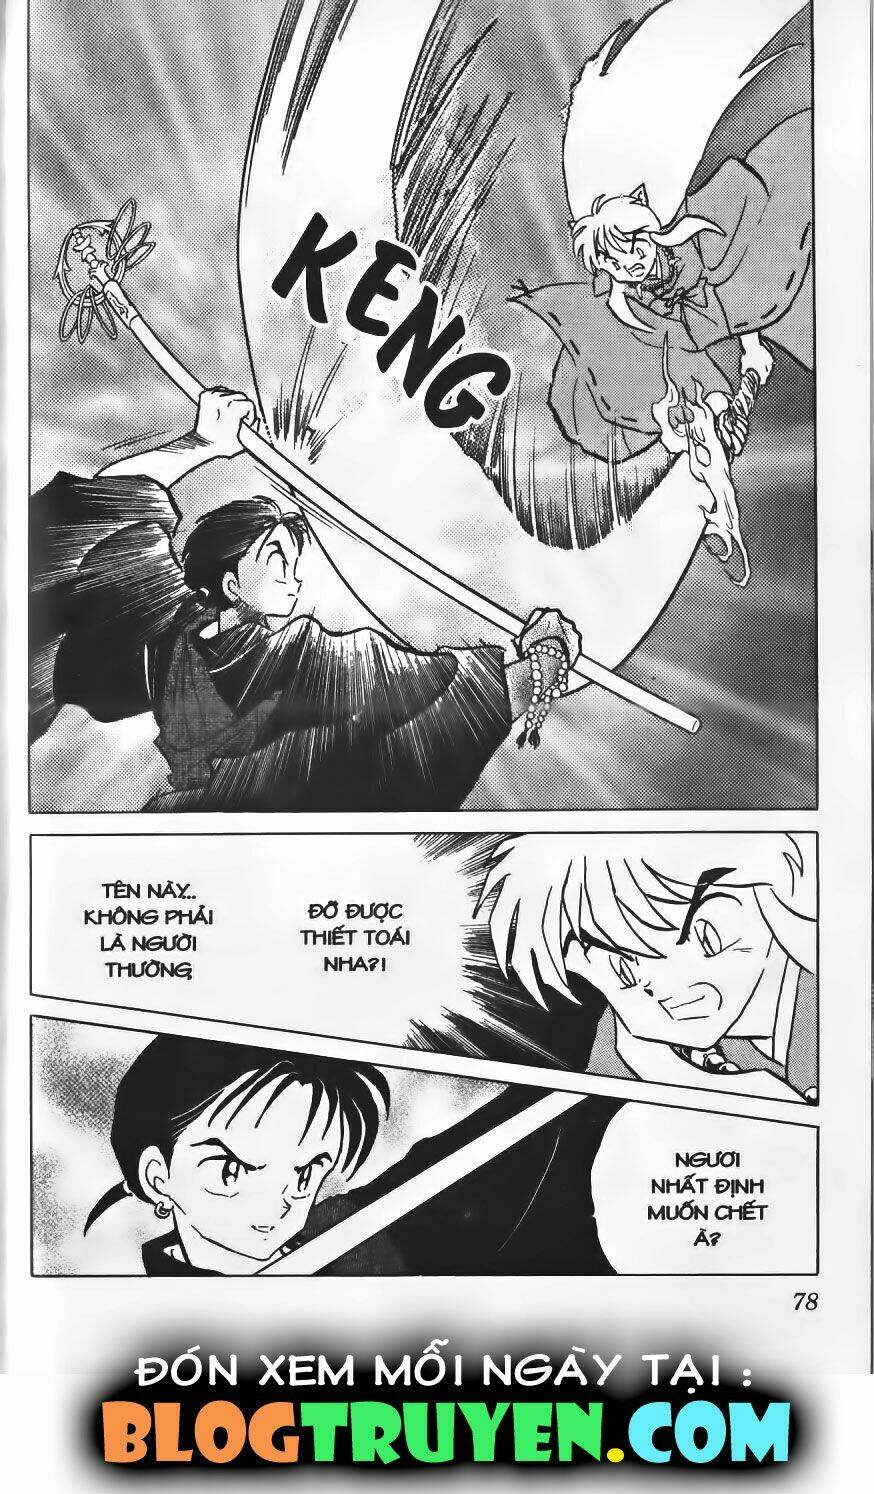 KENG
TÊN NÀY...
KHÔNG PHẢI
LÀ NGƯỜI
THƯỜNG,
ĐỠ ĐƯỢC
THIẾT TOÁI
NHA?!
NGƯƠI
NHẤT ĐỊNH
MUỐN CHẾT
À?
78
ĐÓN XEM MỖI NGÀY TẠI :
BLOGTRUYEN.COM